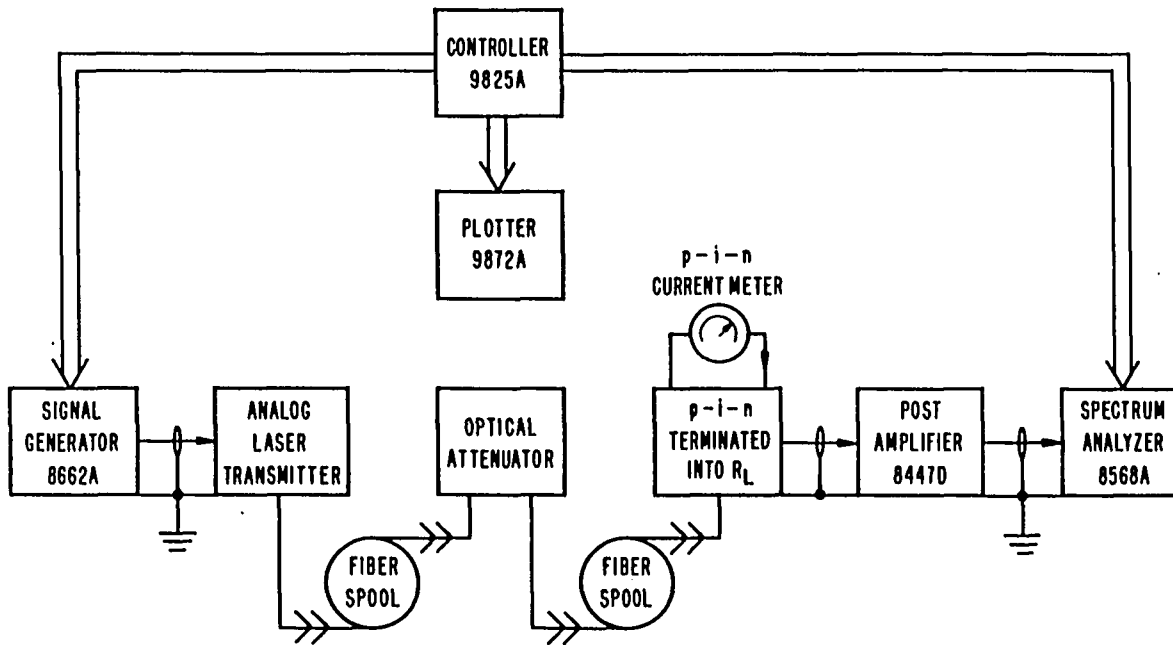 CONTROLLER
9825A
PLOTTER
9872A
p-i-n
CURRENT METER
SIGNAL
GENERATOR
8662A
ANALOG
LASER
TRANSMITTER
OPTICAL
ATTENUATOR
p-i-n
TERMINATED
INTO RL
POST
AMPLIFIER
8447D
SPECTRUM
ANALYZER
8568A
FIBER
SPOOL
FIBER
SPOOL